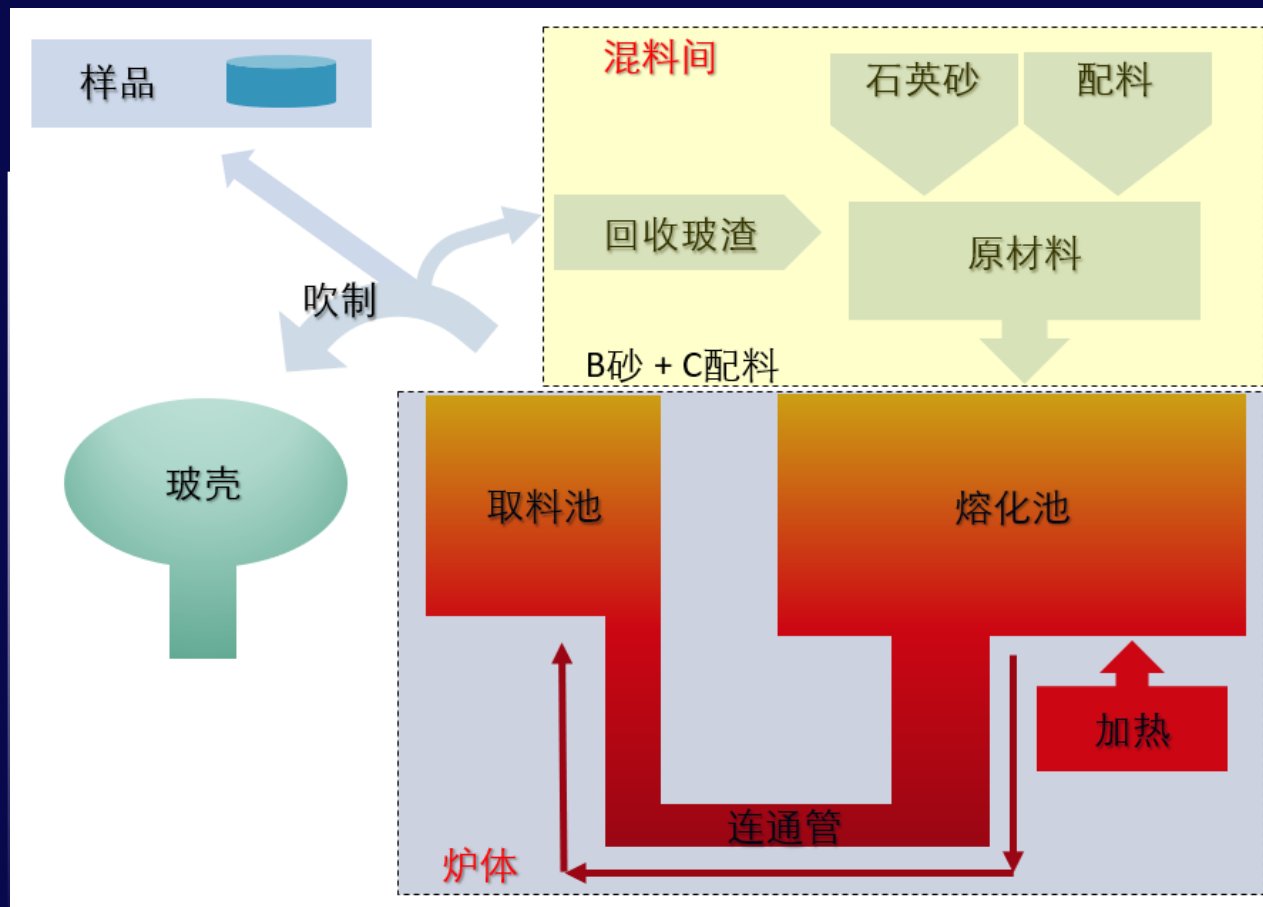 样品
混料间
石英砂
配料
回收玻渣
原材料
吹制
B砂 + C配料
玻壳
取料池
熔化池
加热
连通管
炉体